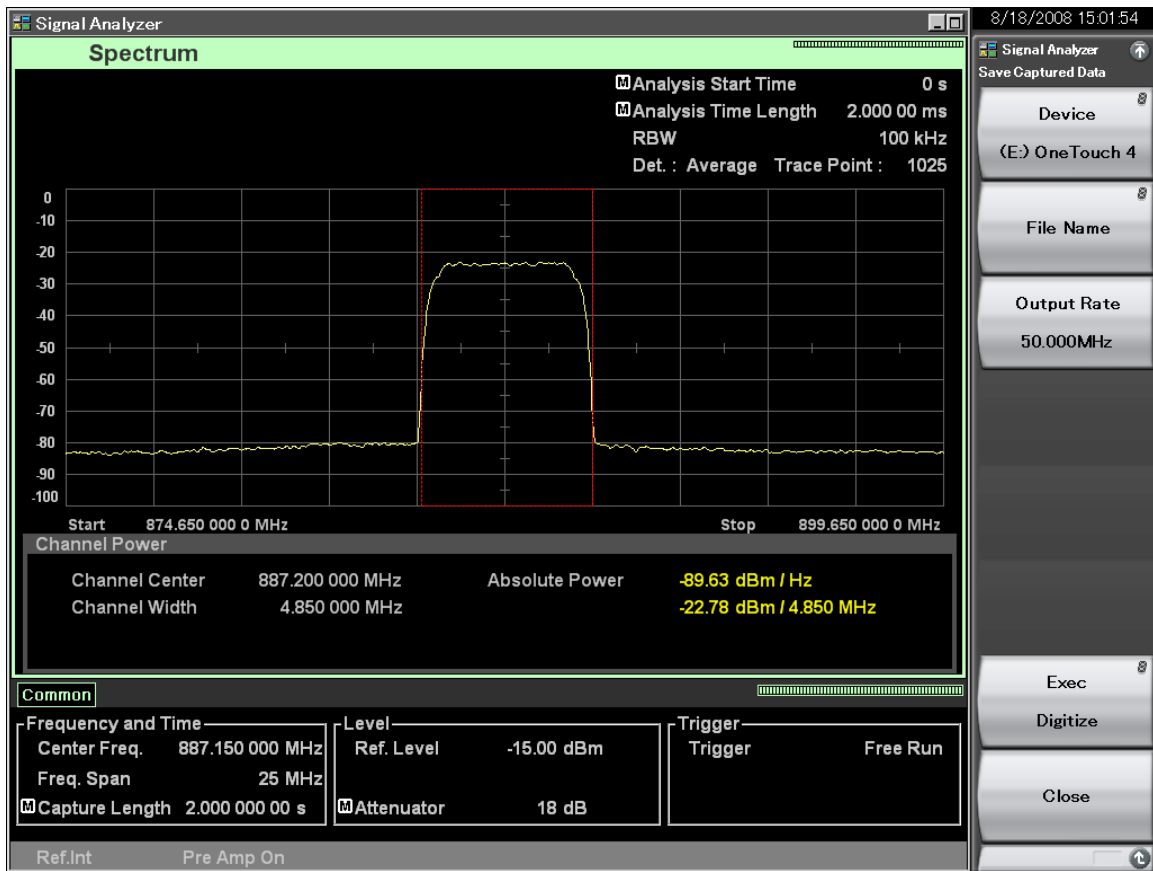 Signal Analyzer
8/18/2008 15:01:54
Spectrum
Signal Analyzer
Save Captured Data
M Analysis Start Time 0 s
M Analysis Time Length 2.000 00 ms
RBW 100 kHz
Det. : Average Trace Point : 1025
Device
(E:) OneTouch 4
File Name
Output Rate
50.000MHz
0
-10
-20
-30
-40
-50
-60
-70
-80
-90
-100
Start 874.650 000 0 MHz Stop 899.650 000 0 MHz
Channel Power
Channel Center 887.200 000 MHz Absolute Power -89.63 dBm / Hz
Channel Width 4.850 000 MHz -22.78 dBm / 4.850 MHz
Common
Frequency and Time Level Trigger
Center Freq. 887.150 000 MHz Ref. Level -15.00 dBm Trigger Free Run
Freq. Span 25 MHz
M Capture Length 2.000 000 00 s M Attenuator 18 dB
Ref.Int Pre Amp On
Exec
Digitize
Close